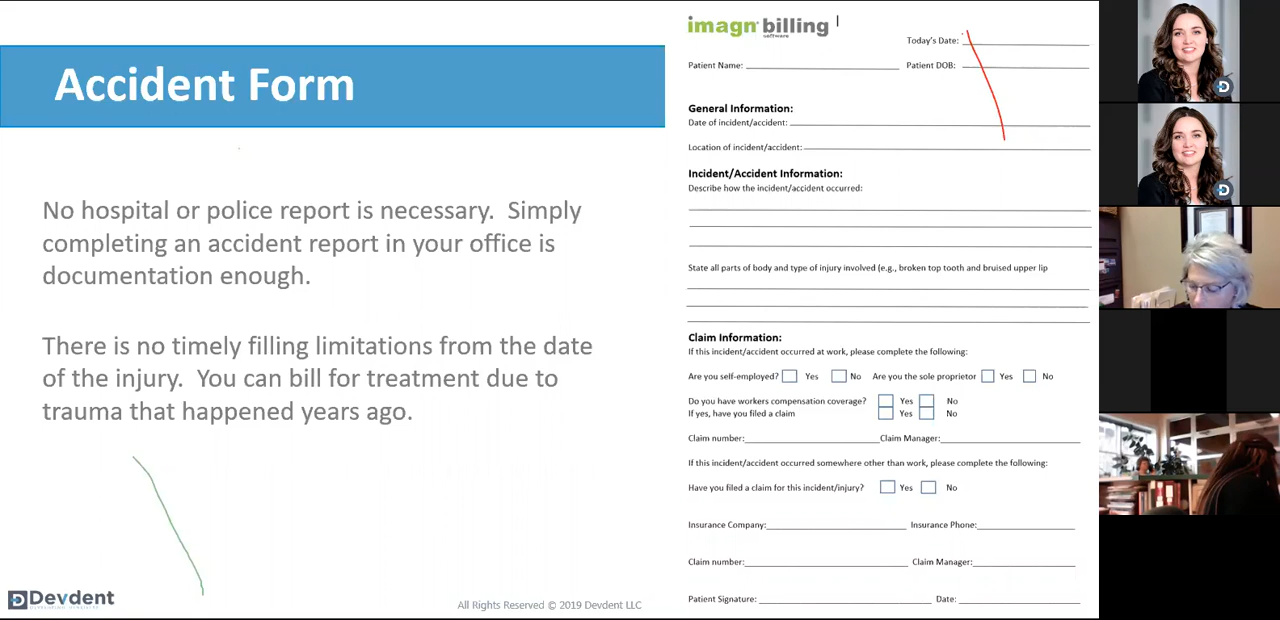 Accident Form
No hospital or police report is necessary. Simply
completing an accident report in your office is
documentation enough.
There is no timely filling limitations from the date
of the injury. You can bill for treatment due to
trauma that happened years ago.
Devdent
All Rights Reserved © 2019 Devdent LLC
imagn billing
software
Today's Date:
Patient Name: Patient DOB:
General Information:
Date of incident/accident:
Location of incident/accident:
Incident/Accident Information:
Describe how the incident/accident occurred:
State all parts of body and type of injury involved (e.g., broken top tooth and bruised upper lip
Claim Information:
If this incident/accident occurred at work, please complete the following:
Are you self-employed? Yes No Are you the sole proprietor Yes No
Do you have workers compensation coverage? Yes No
If yes, have you filed a claim Yes No
Claim number: Claim Manager:
If this incident/accident occurred somewhere other than work, please complete the following:
Have you filed a claim for this incident/injury? Yes No
Insurance Company: Insurance Phone:
Claim number: Claim Manager:
Patient Signature: Date: